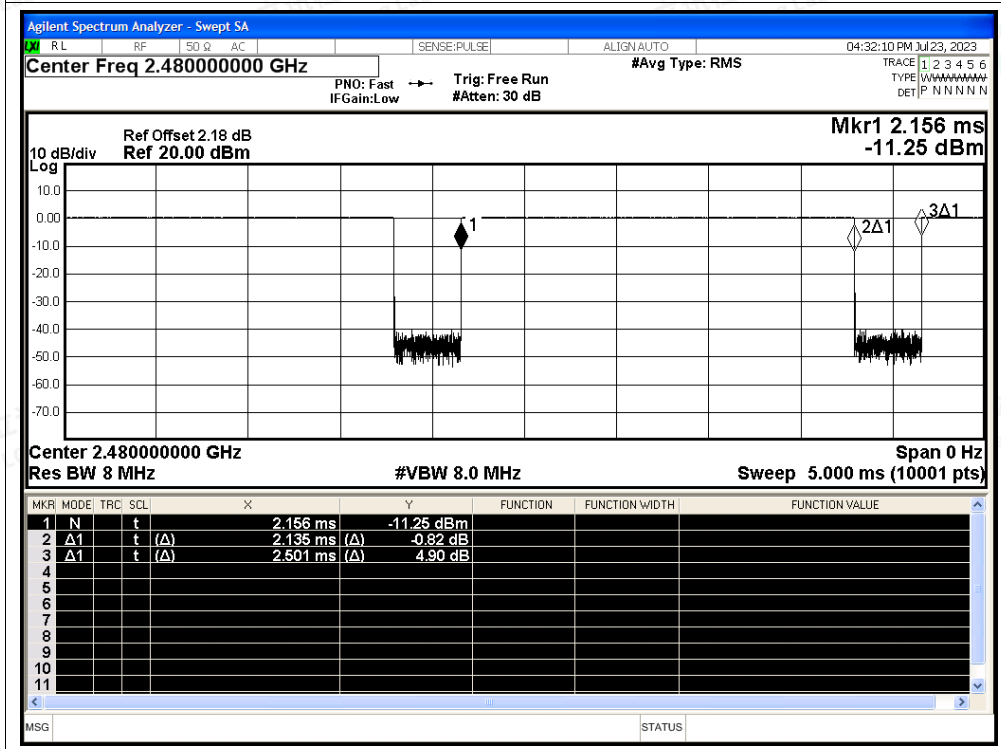 Agilent Spectrum Analyzer - Swept SA
LXI RL RF 50 Ω AC SENSE:PULSE ALIGN AUTO 04:32:10 PM Jul 23, 2023
Center Freq 2.480000000 GHz #Avg Type: RMS TRACE 1 2 3 4 5 6
PNO: Fast Trig: Free Run TYPE WWWWWW
IFGain:Low #Atten: 30 dB DET P N N N N N
Mkr1 2.156 ms
Ref Offset 2.18 dB
10 dB/div Ref 20.00 dBm -11.25 dBm
Log
10.0
0.00
1 2Δ1 3Δ1
-10.0
-20.0
-30.0
-40.0
-50.0
-60.0
-70.0
Center 2.480000000 GHz Span 0 Hz
Res BW 8 MHz #VBW 8.0 MHz Sweep 5.000 ms (10001 pts)
MKR MODE TRC SCL X Y FUNCTION FUNCTION WIDTH FUNCTION VALUE
1 N t 2.156 ms -11.25 dBm
2 Δ1 t (Δ) 2.135 ms (Δ) -0.82 dB
3 Δ1 t (Δ) 2.501 ms (Δ) 4.90 dB
4
5
6
7
8
9
10
11
MSG STATUS